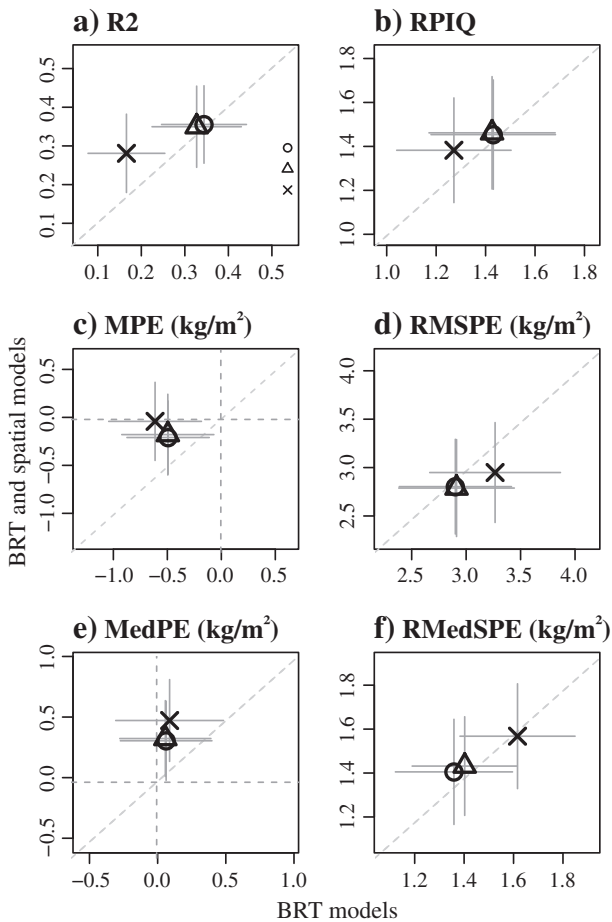 a) R2
b) RPIQ
0.1 0.2 0.3 0.4 0.5
0.1 0.2 0.3 0.4 0.5
1.0 1.2 1.4 1.6 1.8
1.0 1.2 1.4 1.6 1.8
c) MPE (kg/m²)
d) RMSPE (kg/m²)
−1.0 −0.5 0.0 0.5
−1.0 −0.5 0.0 0.5
2.5 3.0 3.5 4.0
2.5 3.0 3.5 4.0
BRT and spatial models
e) MedPE (kg/m²)
f) RMedSPE (kg/m²)
−0.5 0.0 0.5 1.0
−0.5 0.0 0.5 1.0
1.2 1.4 1.6 1.8
1.2 1.4 1.6 1.8
BRT models